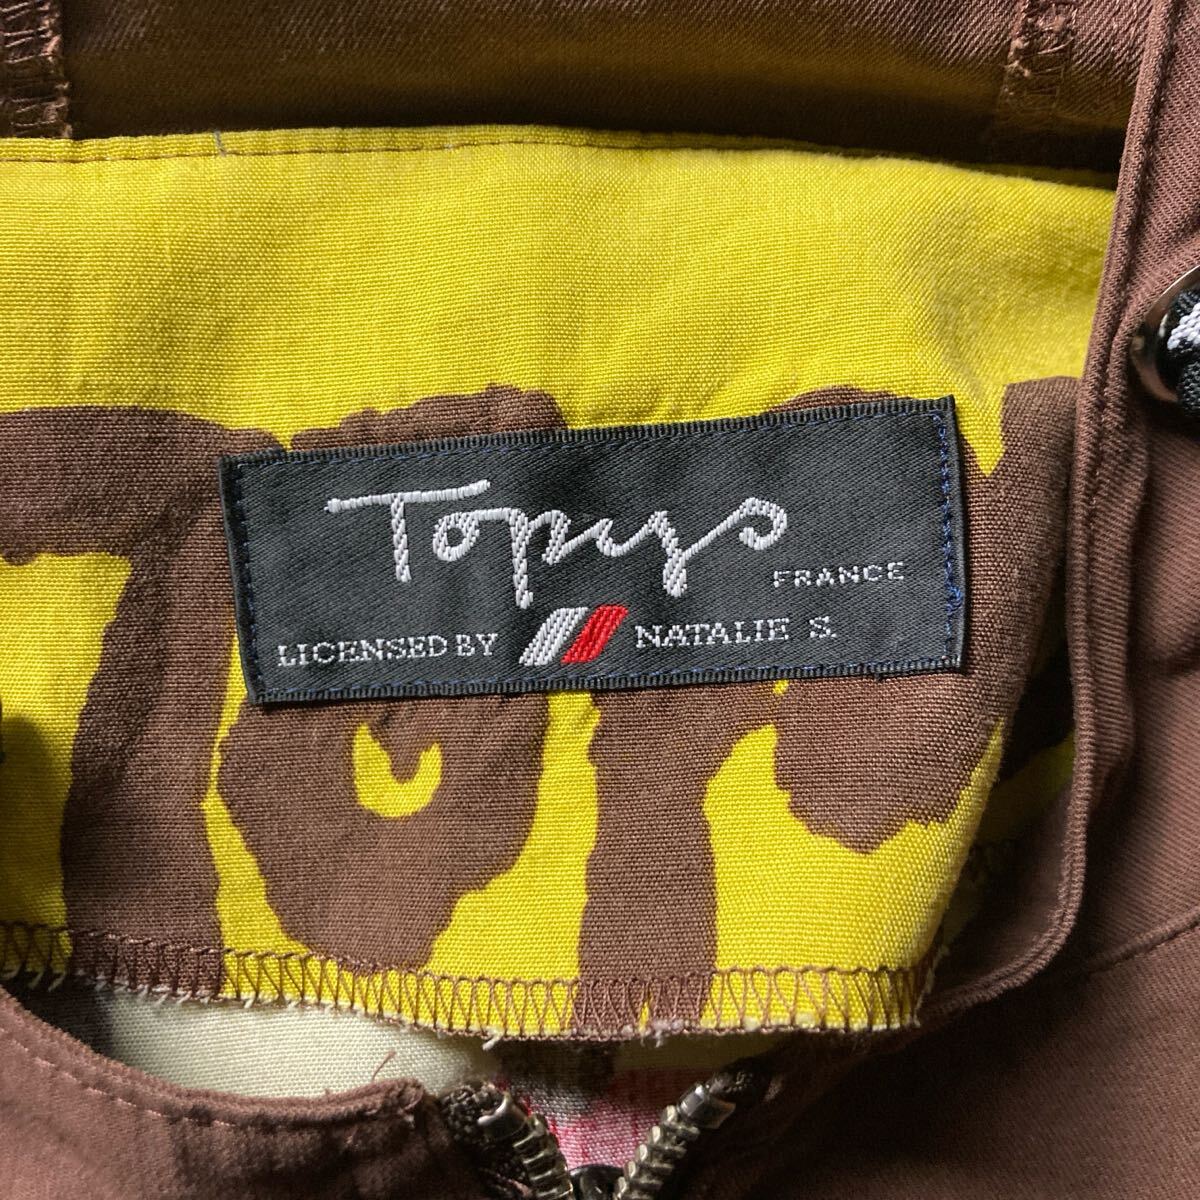 Topys
FRANCE
LICENSED BY NATALIE S.